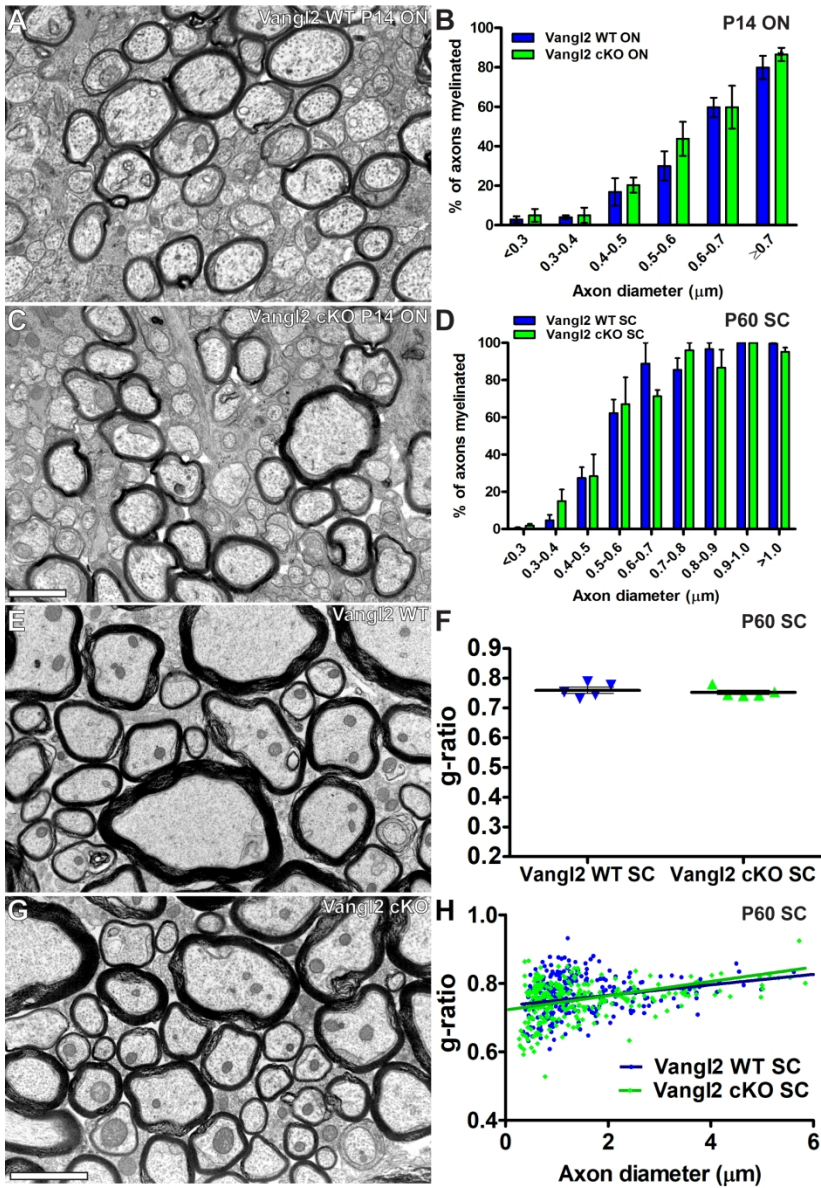 A
Vangl2 WT P14 ON
B
P14 ON
Vangl2 WT ON
Vangl2 cKO ON
% of axons myelinated
100
80
60
40
20
0
<0.3
0.3-0.4
0.4-0.5
0.5-0.6
0.6-0.7
≥0.7
Axon diameter (μm)
C
Vangl2 cKO P14 ON
D
P60 SC
Vangl2 WT SC
Vangl2 cKO SC
% of axons myelinated
100
80
60
40
20
0
<0.3
0.3-0.4
0.4-0.5
0.5-0.6
0.6-0.7
0.7-0.8
0.8-0.9
0.9-1.0
>1.0
Axon diameter (μm)
E
Vangl2 WT
F
P60 SC
g-ratio
0.9
0.8
0.7
0.6
0.5
0.4
0.3
0.2
Vangl2 WT SC
Vangl2 cKO SC
G
Vangl2 cKO
H
P60 SC
g-ratio
1.0
0.8
0.6
0.4
Vangl2 WT SC
Vangl2 cKO SC
0 2 4 6
Axon diameter (μm)